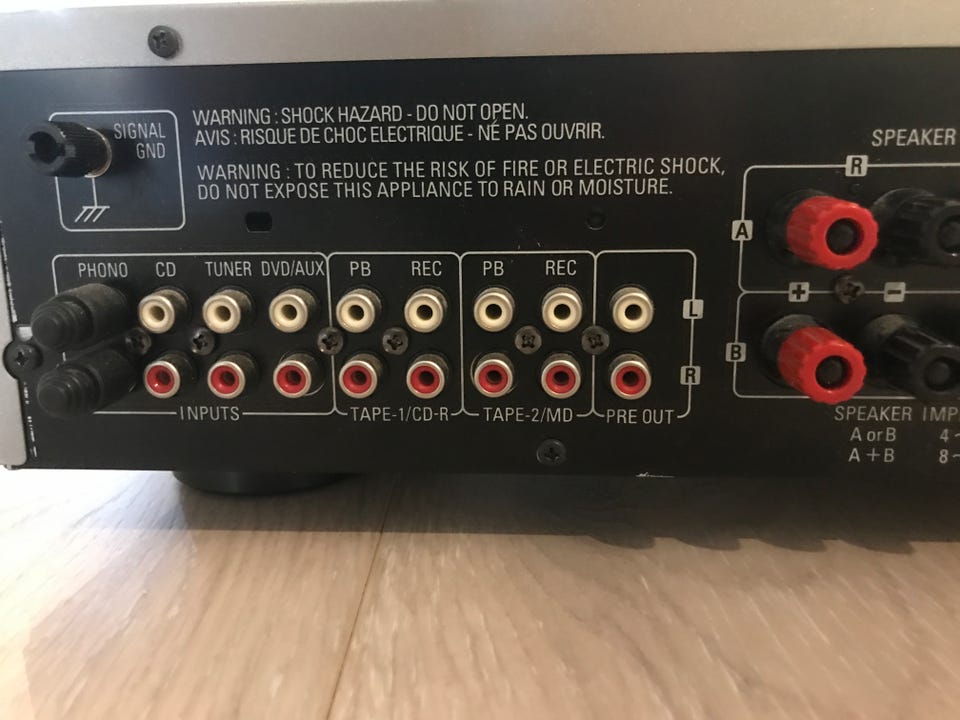 SIGNAL
GND
WARNING : SHOCK HAZARD - DO NOT OPEN.
AVIS : RISQUE DE CHOC ELECTRIQUE - NE PAS OUVRIR.
WARNING : TO REDUCE THE RISK OF FIRE OR ELECTRIC SHOCK,
DO NOT EXPOSE THIS APPLIANCE TO RAIN OR MOISTURE.
SPEAKER
R
A
+ −
B
PHONO CD TUNER DVD/AUX PB REC PB REC
L
R
INPUTS TAPE-1/CD-R TAPE-2/MD PRE OUT
SPEAKER
A or B 4~
A + B 8~